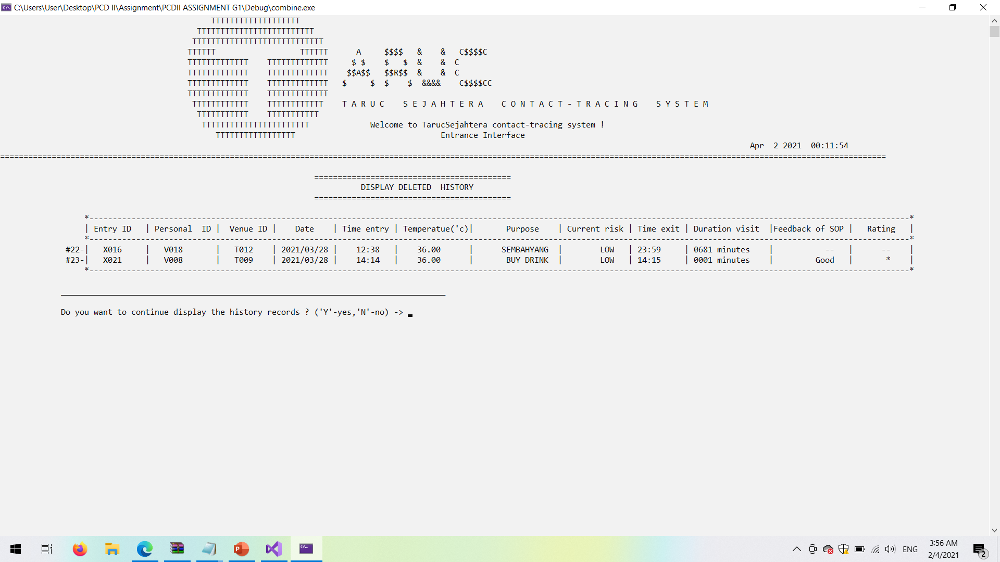 C:\Users\User\Desktop\PCD II\Assignment\PCDII ASSIGNMENT G1\Debug\combine.exe
TTTTTTTTTTTTTTTTTTT
TTTTTTTTTTTTTTTTTTTTTTTTT
TTTTTTTTTTTTTTTTTTTTTTTTTTTT
TTTTTT                  TTTTTT      A     $$$$   &    &   C$$$$C
TTTTTTTTTTTTT    TTTTTTTTTTTTT     $ $    $   $  &    &  C
TTTTTTTTTTTTT    TTTTTTTTTTTTT    $$A$$   $$R$$  &    &  C
TTTTTTTTTTTTT    TTTTTTTTTTTTT   $     $  $    $  &&&&    C$$$$CC
TTTTTTTTTTTTT    TTTTTTTTTTTTT
TTTTTTTTTTTT    TTTTTTTTTTTT    T A R U C    S E J A H T E R A    C O N T A C T - T R A C I N G    S Y S T E M
TTTTTTTTTTT    TTTTTTTTTTT
TTTTTTTTTTTTTTTTTTTTTTT             Welcome to TarucSejahtera contact-tracing system !
TTTTTTTTTTTTTTTTT                               Entrance Interface
Apr  2 2021  00:11:54
DISPLAY DELETED  HISTORY
| Entry ID   | Personal  ID |  Venue ID |    Date    | Time entry | Temperatue('c)|       Purpose    | Current risk | Time exit | Duration visit  |Feedback of SOP |   Rating   |
#22-|   X016     |   V018       |   T012    | 2021/03/28 |    12:38   |    36.00      |      SEMBAHYANG  |        LOW   | 23:59     | 0681 minutes    |           --   |      --    |
#23-|   X021     |   V008       |   T009    | 2021/03/28 |    14:14   |    36.00      |       BUY DRINK  |        LOW   | 14:15     | 0001 minutes    |         Good   |       *    |
Do you want to continue display the history records ? ('Y'-yes,'N'-no) ->
ENG
3:56 AM
2/4/2021
2